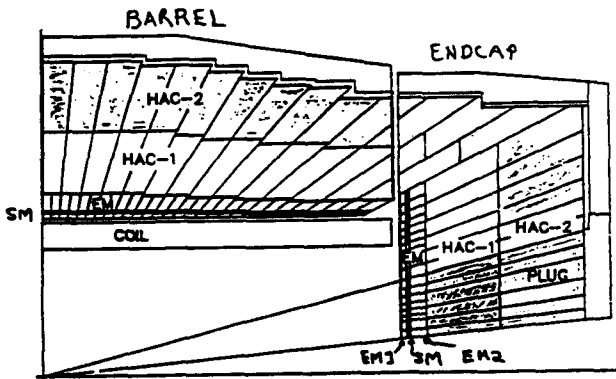 BARREL
ENDCAP
HAC-2
HAC-1
EM
SM
COIL
EM
HAC-1
HAC-2
PLUG
EM1
SM
EM2